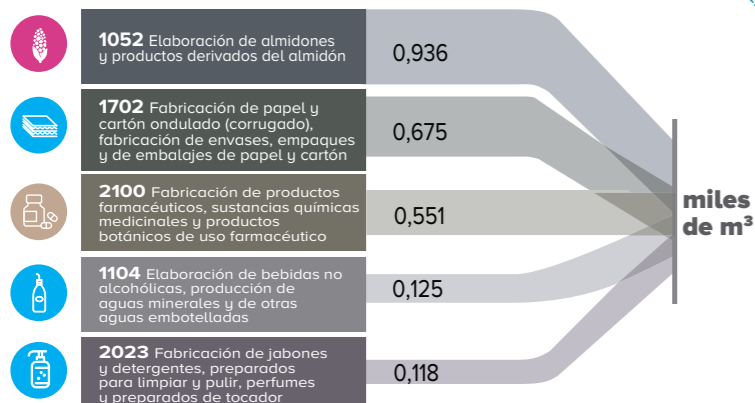 1052 Elaboración de almidones
y productos derivados del almidón
0,936
1702 Fabricación de papel y
cartón ondulado (corrugado),
fabricación de envases, empaques
y de embalajes de papel y cartón
0,675
2100 Fabricación de productos
farmacéuticos, sustancias químicas
medicinales y productos
botánicos de uso farmacéutico
0,551
1104 Elaboración de bebidas no
alcohólicas, producción de
aguas minerales y de otras
aguas embotelladas
0,125
2023 Fabricación de jabones
y detergentes, preparados
para limpiar y pulir, perfumes
y preparados de tocador
0,118
miles
de m³